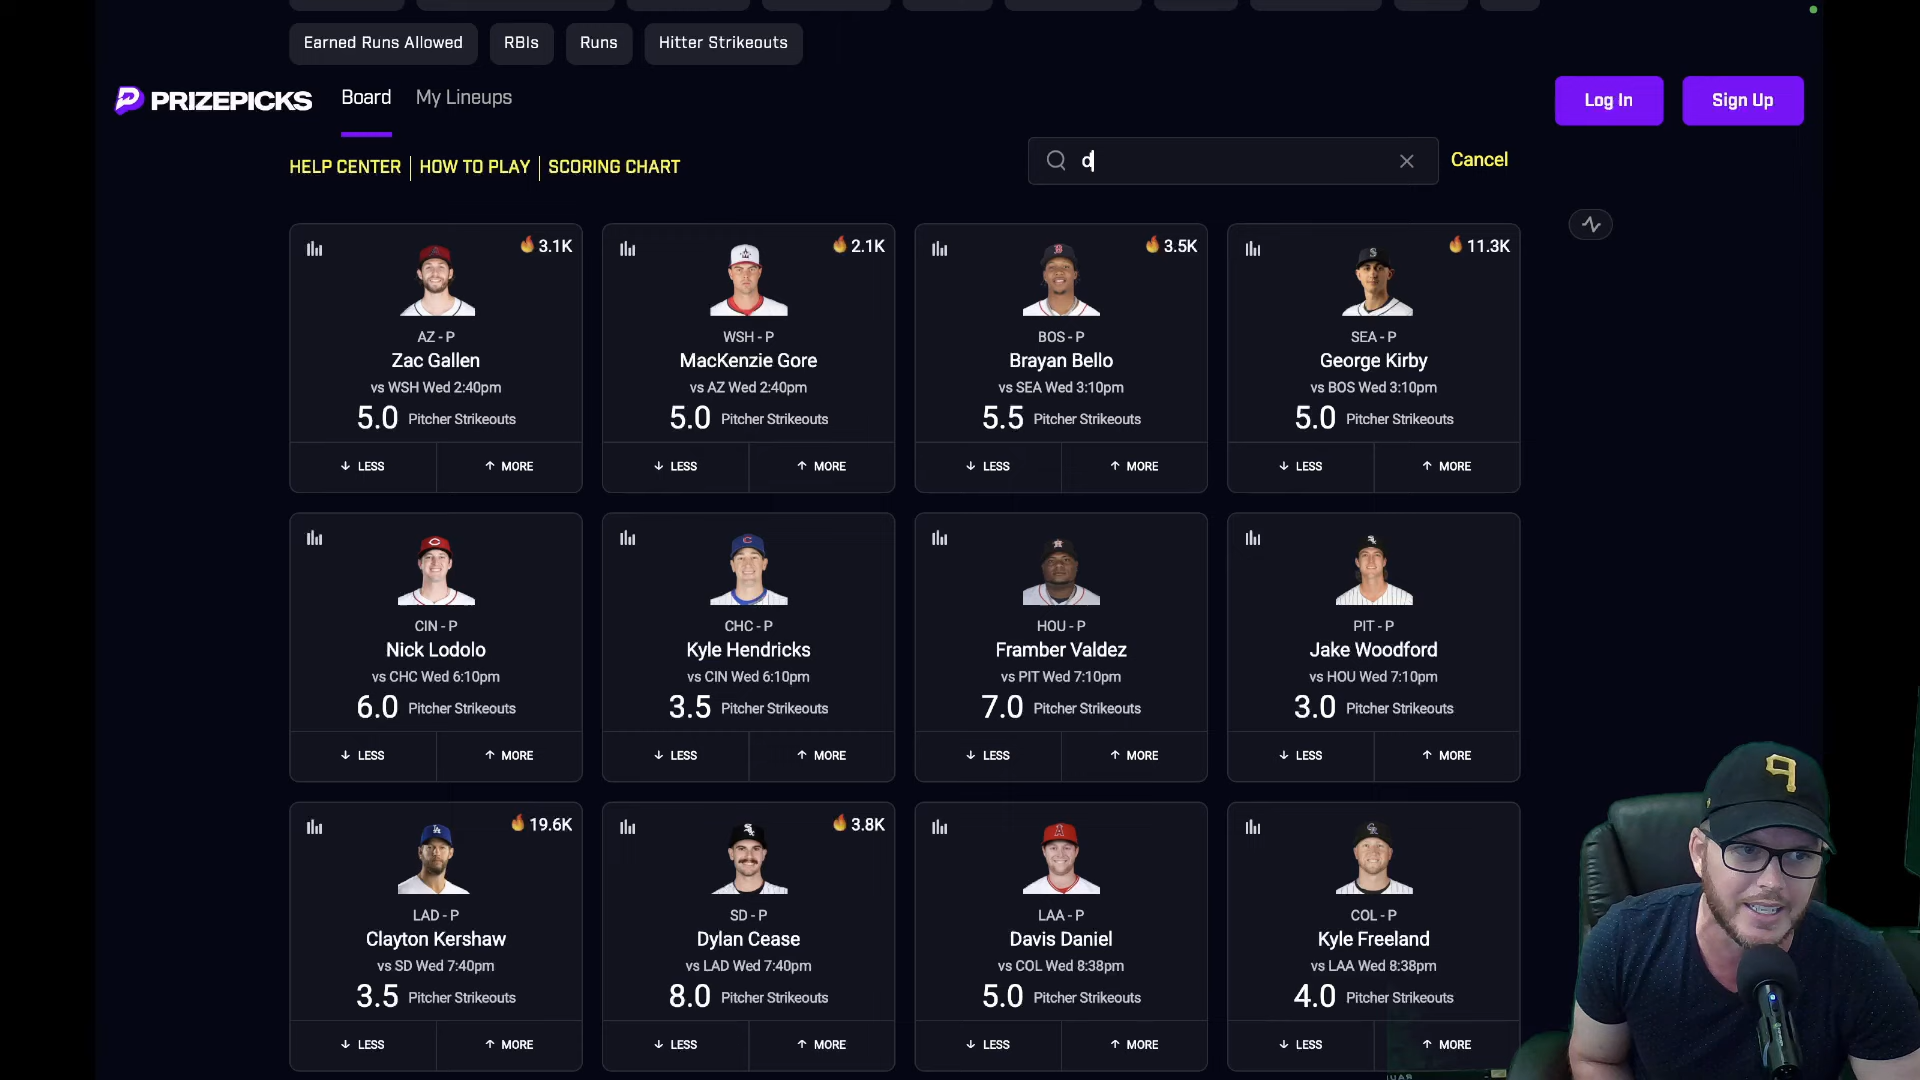 Earned Runs Allowed RBIs Runs Hitter Strikeouts
PRIZEPICKS Board My Lineups Log In Sign Up
HELP CENTER HOW TO PLAY SCORING CHART d Cancel
3.1K 2.1K 3.5K 11.3K
AZ - P WSH - P BOS - P SEA - P
Zac Gallen MacKenzie Gore Brayan Bello George Kirby
vs WSH Wed 2:40pm vs AZ Wed 2:40pm vs SEA Wed 3:10pm vs BOS Wed 3:10pm
5.0 Pitcher Strikeouts 5.0 Pitcher Strikeouts 5.5 Pitcher Strikeouts 5.0 Pitcher Strikeouts
↓ LESS ↑ MORE ↓ LESS ↑ MORE ↓ LESS ↑ MORE ↓ LESS ↑ MORE
CIN - P CHC - P HOU - P PIT - P
Nick Lodolo Kyle Hendricks Framber Valdez Jake Woodford
vs CHC Wed 6:10pm vs CIN Wed 6:10pm vs PIT Wed 7:10pm vs HOU Wed 7:10pm
6.0 Pitcher Strikeouts 3.5 Pitcher Strikeouts 7.0 Pitcher Strikeouts 3.0 Pitcher Strikeouts
↓ LESS ↑ MORE ↓ LESS ↑ MORE ↓ LESS ↑ MORE ↓ LESS ↑ MORE
19.6K 3.8K
LAD - P SD - P LAA - P COL - P
Clayton Kershaw Dylan Cease Davis Daniel Kyle Freeland
vs SD Wed 7:40pm vs LAD Wed 7:40pm vs COL Wed 8:38pm vs LAA Wed 8:38pm
3.5 Pitcher Strikeouts 8.0 Pitcher Strikeouts 5.0 Pitcher Strikeouts 4.0 Pitcher Strikeouts
↓ LESS ↑ MORE ↓ LESS ↑ MORE ↓ LESS ↑ MORE ↓ LESS ↑ MORE